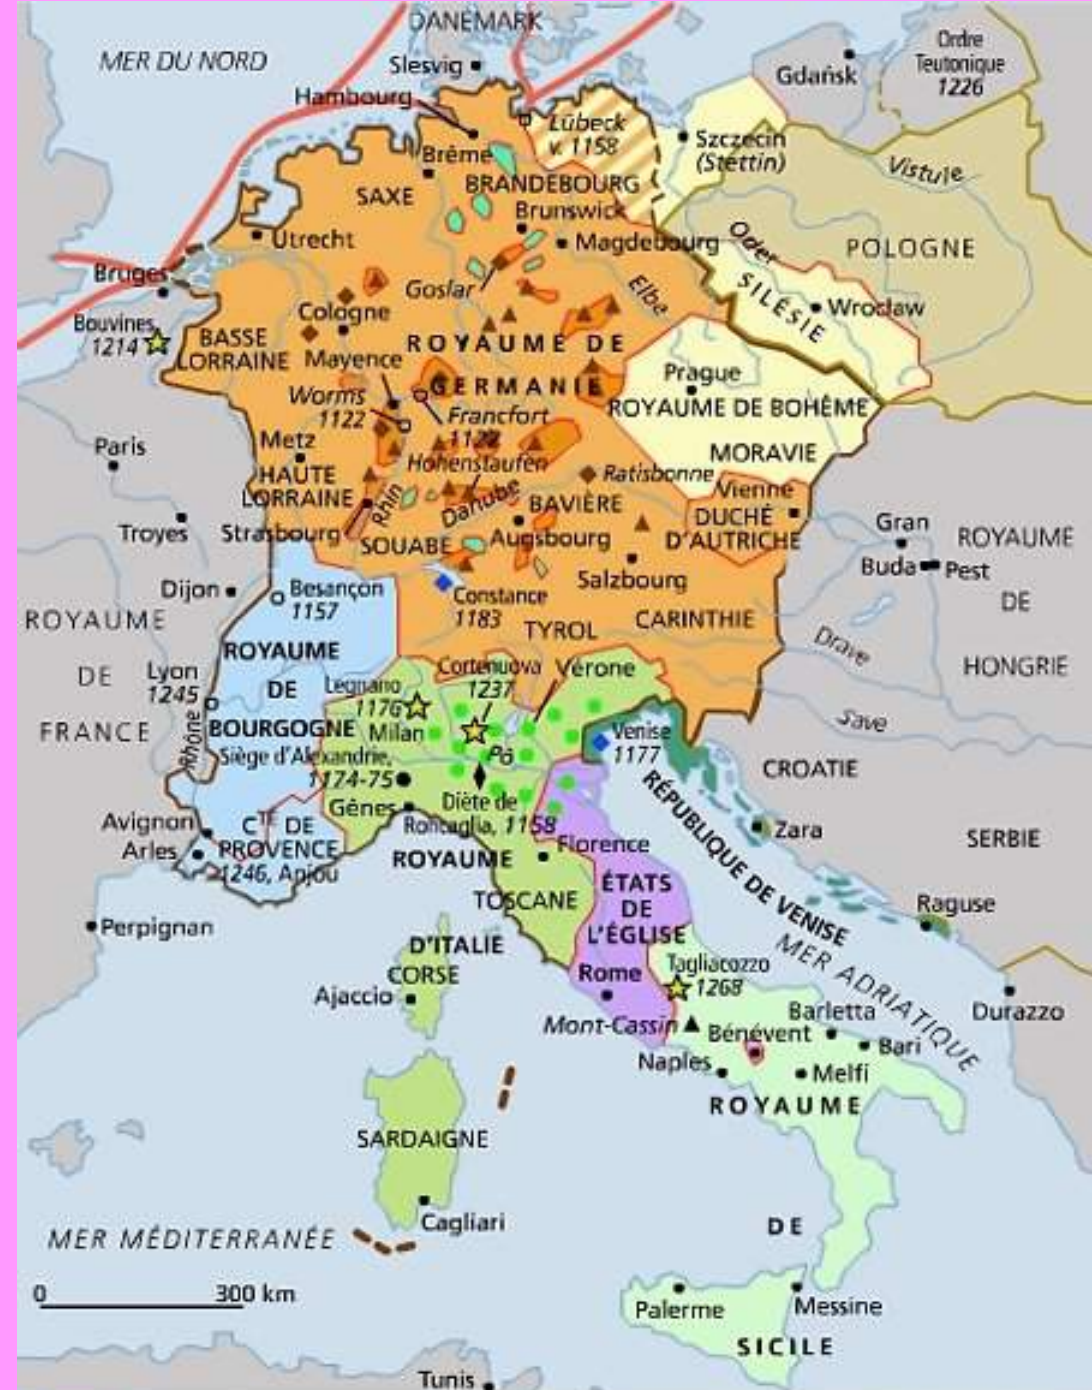 DANEMARK
MER DU NORD
Slesvig
Ordre
Teutonique
1226
Gdańsk
Hambourg
Lübeck
v. 1158
Szczecin
(Stettin)
Brême
Vistule
SAXE
BRANDEBOURG
Brunswick
Utrecht
Magdebourg
Oder
POLOGNE
Bruges
Goslar
Elba
SILÉSIE
Wrocław
Cologne
Bouvines
1214
BASSE
LORRAINE
Mayence
ROYAUME DE
GERMANIE
Prague
ROYAUME DE BOHÊME
Worms
1122
Francfort
1122
Paris
Metz
Hohenstaufen
MORAVIE
HAUTE
LORRAINE
Ratisbonne
Vienne
Rhin
Danube
BAVIÈRE
DUCHÉ
D'AUTRICHE
Troyes
Strasbourg
SOUABE
Augsbourg
Gran
ROYAUME
Buda
Pest
Salzbourg
Dijon
Besançon
1157
Constance
1183
DE
ROYAUME
TYROL
CARINTHIE
Drave
ROYAUME
Cortenuova
1237
Vérone
HONGRIE
DE
Lyon
1245
DE
Legnano
1176
FRANCE
Rhône
BOURGOGNE
Milan
Venise
1177
Save
Siège d'Alexandrie,
1174-75
Pô
CROATIE
Gênes
Diète de
Roncaglia, 1158
RÉPUBLIQUE DE VENISE
Avignon
CTÉ DE
PROVENCE
1246, Anjou
Zara
Arles
ROYAUME
Florence
SERBIE
TOSCANE
ÉTATS
DE
L'ÉGLISE
Raguse
Perpignan
D'ITALIE
MER ADRIATIQUE
CORSE
Rome
Tagliacozzo
1268
Ajaccio
Durazzo
Mont-Cassin
Bénévent
Barletta
Bari
Naples
Melfi
ROYAUME
SARDAIGNE
Cagliari
DE
MER MÉDITERRANÉE
0
300 km
Palerme
Messine
SICILE
Tunis